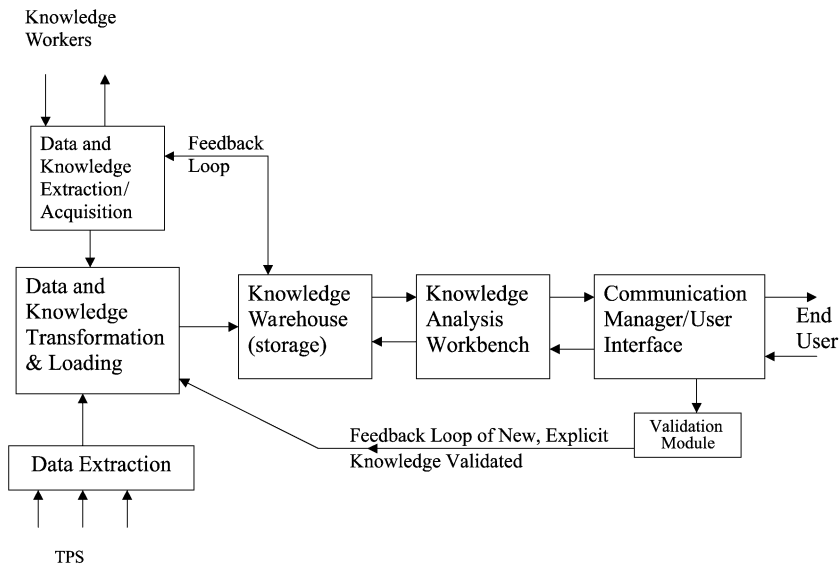 Knowledge
Workers
Data and
Knowledge
Extraction/
Acquisition
Feedback
Loop
Data and
Knowledge
Transformation
& Loading
Knowledge
Warehouse
(storage)
Knowledge
Analysis
Workbench
Communication
Manager/User
Interface
End
User
Validation
Module
Feedback Loop of New, Explicit
Knowledge Validated
Data Extraction
TPS